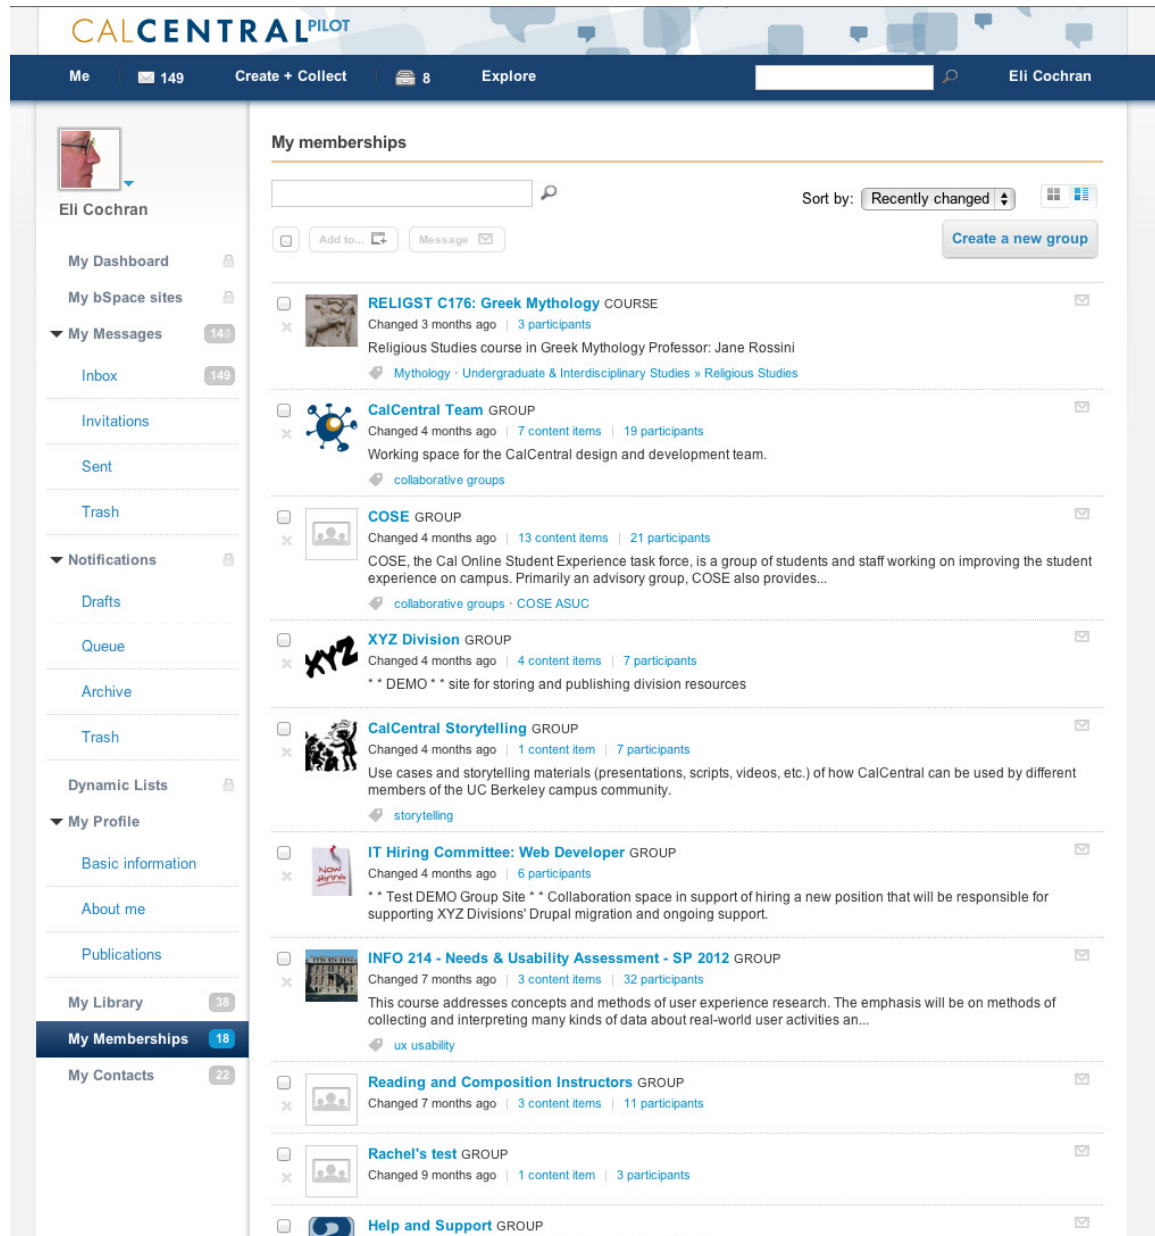 CALCENTRAL PILOT
Me 149 Create + Collect 8 Explore Eli Cochran
Eli Cochran
My Dashboard
My bSpace sites
My Messages 149
Inbox 149
Invitations
Sent
Trash
Notifications
Drafts
Queue
Archive
Trash
Dynamic Lists
My Profile
Basic information
About me
Publications
My Library 38
My Memberships 18
My Contacts 22
My memberships
Sort by: Recently changed
Add to... Message
Create a new group
RELIGST C176: Greek Mythology COURSE
Changed 3 months ago | 3 participants
Religious Studies course in Greek Mythology Professor: Jane Rossini
Mythology · Undergraduate & Interdisciplinary Studies » Religious Studies
CalCentral Team GROUP
Changed 4 months ago | 7 content items | 19 participants
Working space for the CalCentral design and development team.
collaborative groups
COSE GROUP
Changed 4 months ago | 13 content items | 21 participants
COSE, the Cal Online Student Experience task force, is a group of students and staff working on improving the student
experience on campus. Primarily an advisory group, COSE also provides...
collaborative groups · COSE ASUC
XYZ
XYZ Division GROUP
Changed 4 months ago | 4 content items | 7 participants
* * DEMO * * site for storing and publishing division resources
CalCentral Storytelling GROUP
Changed 4 months ago | 1 content item | 7 participants
Use cases and storytelling materials (presentations, scripts, videos, etc.) of how CalCentral can be used by different
members of the UC Berkeley campus community.
storytelling
Now
Hiring
IT Hiring Committee: Web Developer GROUP
Changed 4 months ago | 6 participants
* * Test DEMO Group Site * * Collaboration space in support of hiring a new position that will be responsible for
supporting XYZ Divisions' Drupal migration and ongoing support.
INFO 214 - Needs & Usability Assessment - SP 2012 GROUP
Changed 7 months ago | 3 content items | 32 participants
This course addresses concepts and methods of user experience research. The emphasis will be on methods of
collecting and interpreting many kinds of data about real-world user activities an...
ux usability
Reading and Composition Instructors GROUP
Changed 7 months ago | 3 content items | 11 participants
Rachel's test GROUP
Changed 9 months ago | 1 content item | 3 participants
Help and Support GROUP